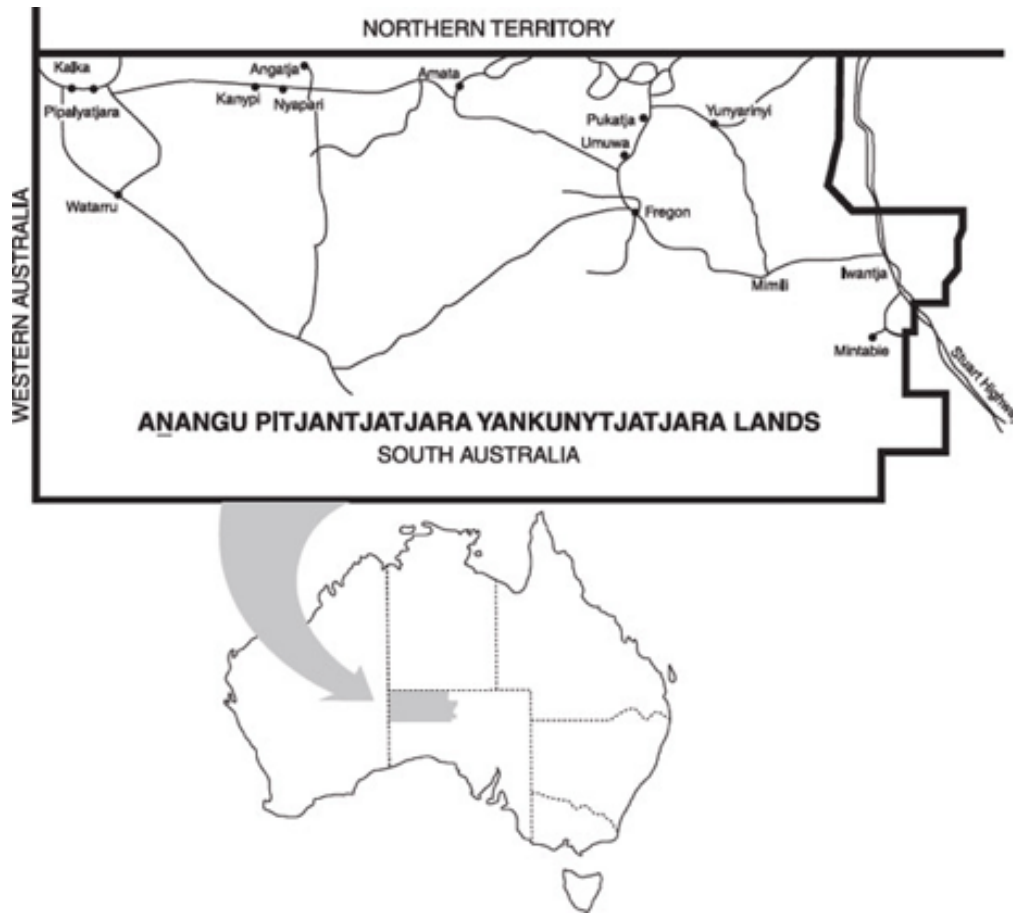 NORTHERN TERRITORY
Kalka
Angatja
Amata
Pipalyatjara
Kanypi
Nyapari
Pukatja
Yunyarinyi
Umuwa
WESTERN AUSTRALIA
Watarru
Fregon
Iwantja
Mimili
Mintabie
Stuart Highway
AṈANGU PITJANTJATJARA YANKUNYTJATJARA LANDS
SOUTH AUSTRALIA